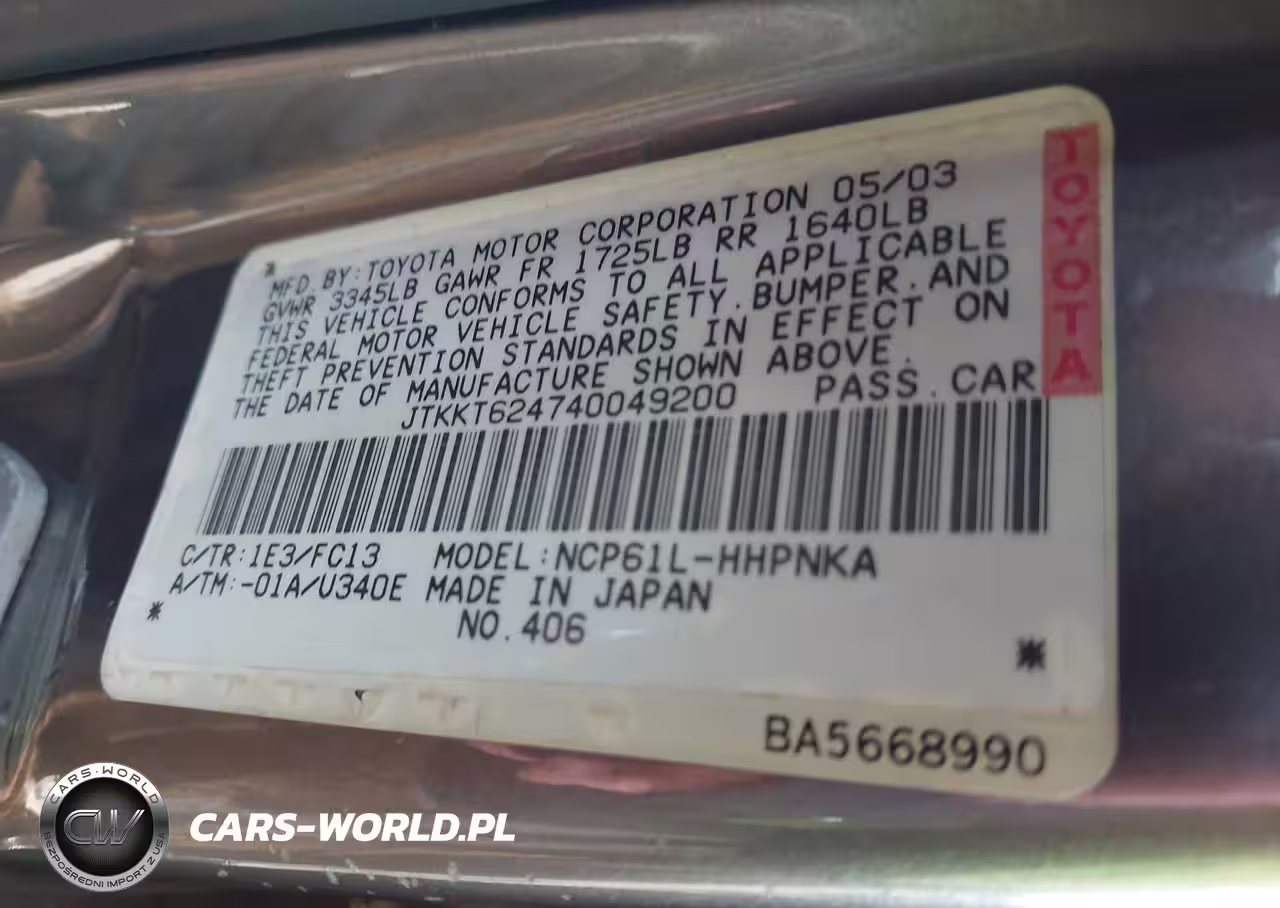 MFD. BY: TOYOTA MOTOR CORPORATION 05/03
GVWR 3345LB GAWR FR 1725LB RR 1640LB
THIS VEHICLE CONFORMS TO ALL APPLICABLE
FEDERAL MOTOR VEHICLE SAFETY, BUMPER, AND
THEFT PREVENTION STANDARDS IN EFFECT ON
THE DATE OF MANUFACTURE SHOWN ABOVE.
JTKKT624740049200 PASS. CAR
TOYOTA
C/TR:1E3/FC13 MODEL:NCP61L-HHPNKA
A/TM:-01A/U340E MADE IN JAPAN
NO.406
BA5668990
CARS-WORLD
CW
BEZPOŚREDNI IMPORT Z USA
CARS-WORLD.PL